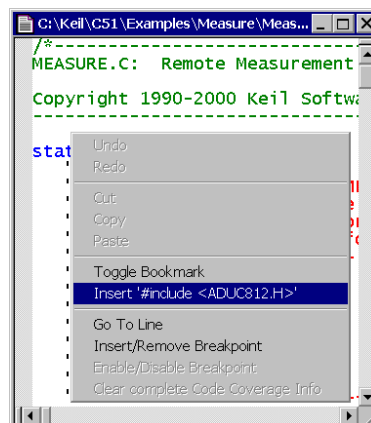 C:\Keil\C51\Examples\Measure\Meas...
/*--------------------------------
MEASURE.C: Remote Measurement
Copyright 1990-2000 Keil Softwa
--------------------------------
stat
Undo
Redo
Cut
Copy
Paste
Toggle Bookmark
Insert '#include <ADUC812.H>'
Go To Line
Insert/Remove Breakpoint
Enable/Disable Breakpoint
Clear complete Code Coverage Info